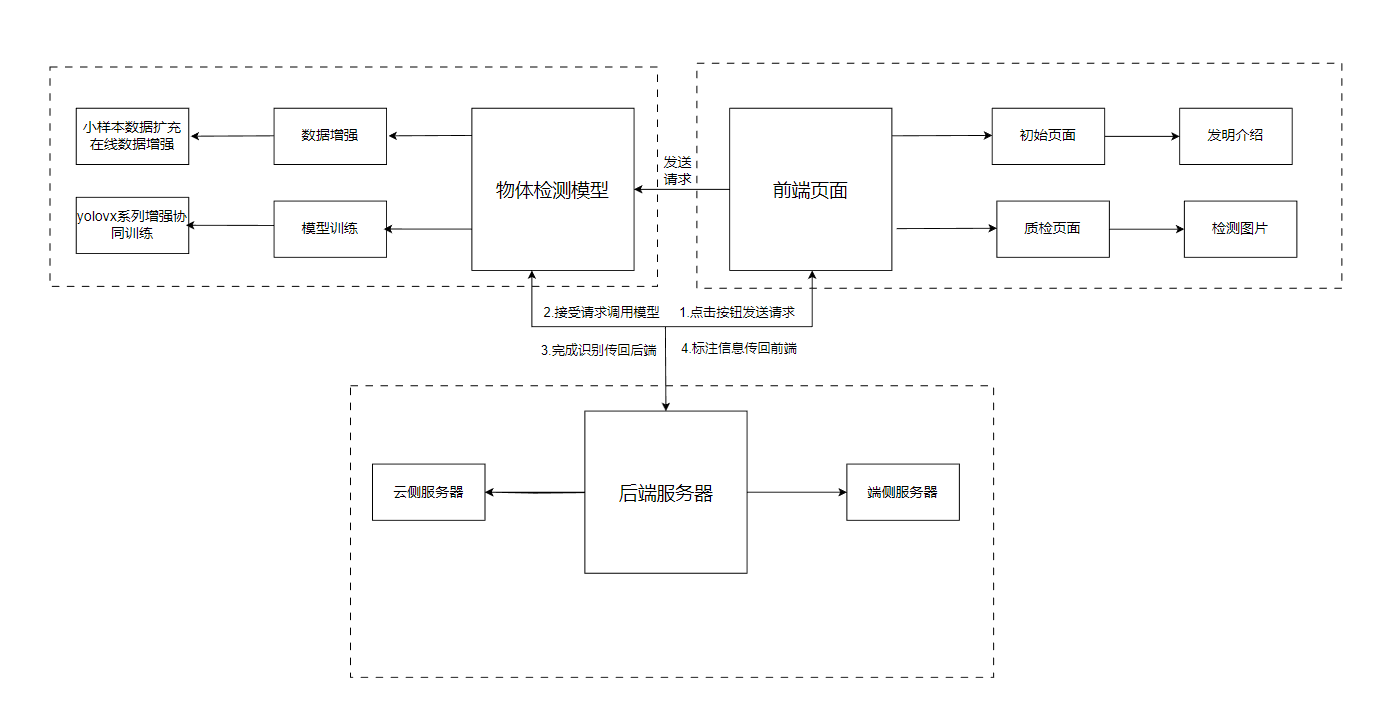 小样本数据扩充
在线数据增强
数据增强
yolovx系列增强协
同训练
模型训练
物体检测模型
发送
请求
前端页面
初始页面
发明介绍
质检页面
检测图片
2.接受请求调用模型
1.点击按钮发送请求
3.完成识别传回后端
4.标注信息传回前端
云侧服务器
后端服务器
端侧服务器